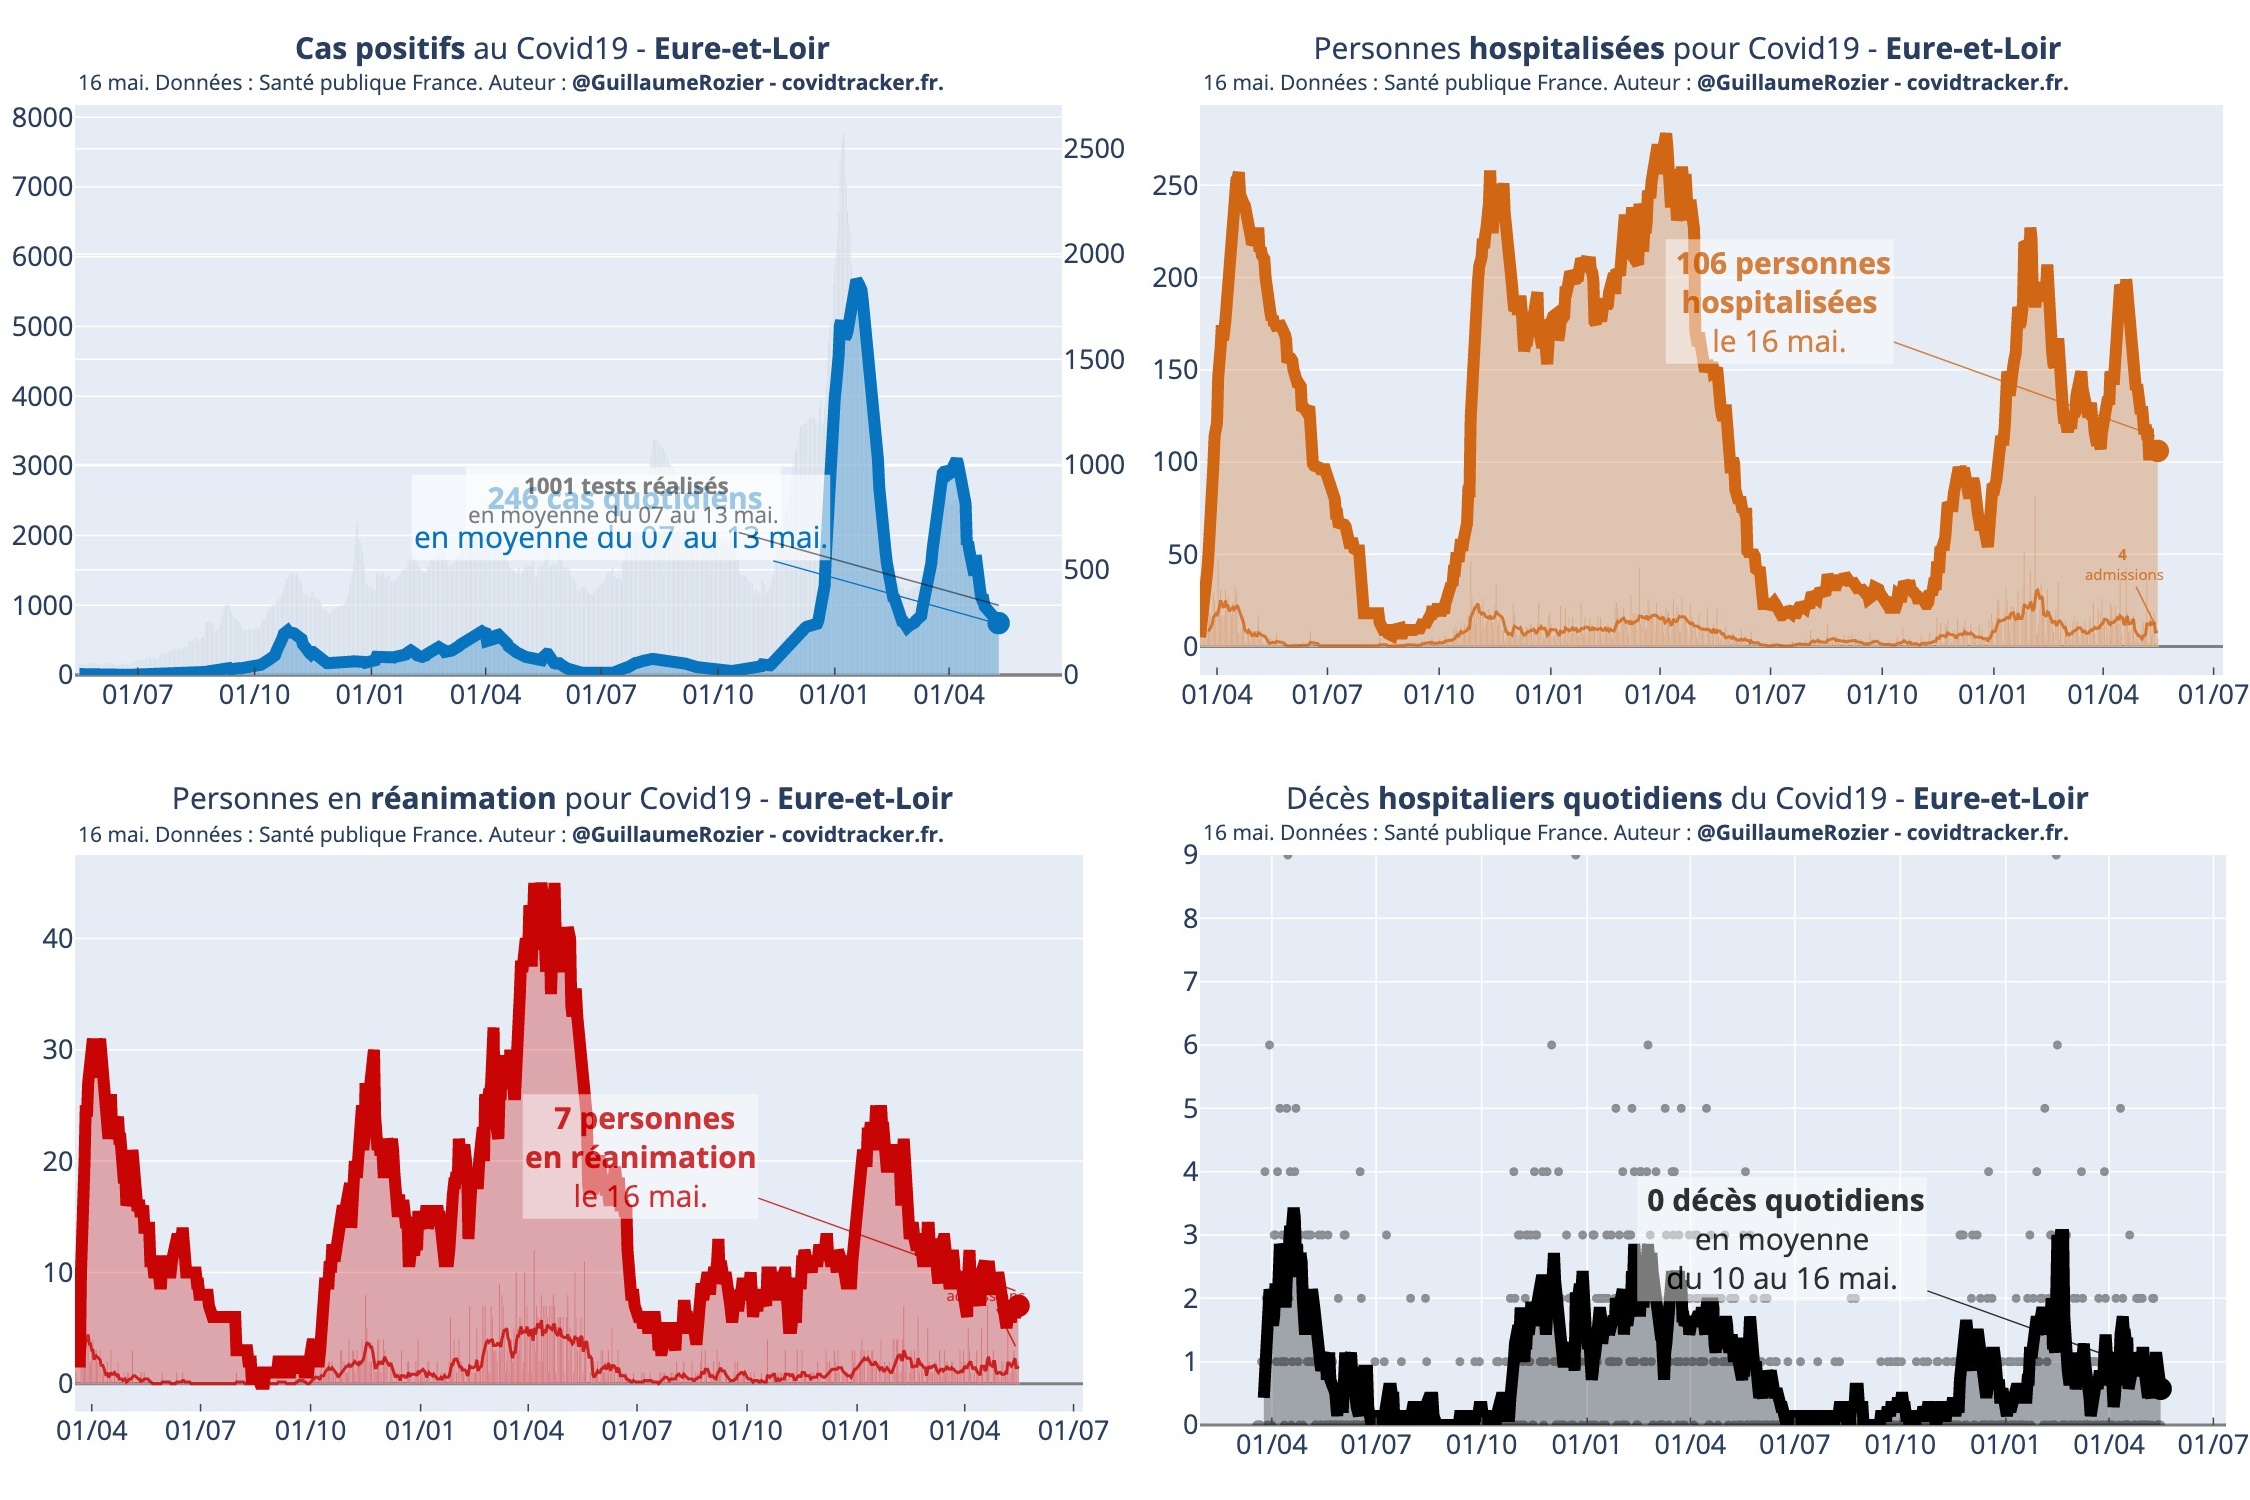 Cas positifs au Covid19 - Eure-et-Loir
16 mai. Données : Santé publique France. Auteur : @GuillaumeRozier - covidtracker.fr.
8000
7000
6000
5000
4000
3000
2000
1000
0
2500
2000
1500
1000
500
0
1001 tests réalisés
en moyenne du 07 au 13 mai.
246 cas quotidiens
en moyenne du 07 au 13 mai.
01/07 01/10 01/01 01/04 01/07 01/10 01/01 01/04
Personnes hospitalisées pour Covid19 - Eure-et-Loir
16 mai. Données : Santé publique France. Auteur : @GuillaumeRozier - covidtracker.fr.
250
200
150
100
50
0
106 personnes
hospitalisées
le 16 mai.
4
admissions
01/04 01/07 01/10 01/01 01/04 01/07 01/10 01/01 01/04 01/07
Personnes en réanimation pour Covid19 - Eure-et-Loir
16 mai. Données : Santé publique France. Auteur : @GuillaumeRozier - covidtracker.fr.
40
30
20
10
0
7 personnes
en réanimation
le 16 mai.
01/04 01/07 01/10 01/01 01/04 01/07 01/10 01/01 01/04 01/07
Décès hospitaliers quotidiens du Covid19 - Eure-et-Loir
16 mai. Données : Santé publique France. Auteur : @GuillaumeRozier - covidtracker.fr.
9
8
7
6
5
4
3
2
1
0
0 décès quotidiens
en moyenne
du 10 au 16 mai.
01/04 01/07 01/10 01/01 01/04 01/07 01/10 01/01 01/04 01/07